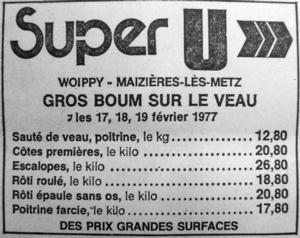 Super U
WOIPPY - MAIZIÈRES-LÈS-METZ
GROS BOUM SUR LE VEAU
les 17, 18, 19 février 1977
Sauté de veau, poitrine, le kg .................. 12,80
Côtes premières, le kilo .......................... 20,80
Escalopes, le kilo .................................... 26,80
Rôti roulé, le kilo .................................... 18,80
Rôti épaule sans os, le kilo .................... 20,80
Poitrine farcie, le kilo ............................ 17,80
DES PRIX GRANDES SURFACES